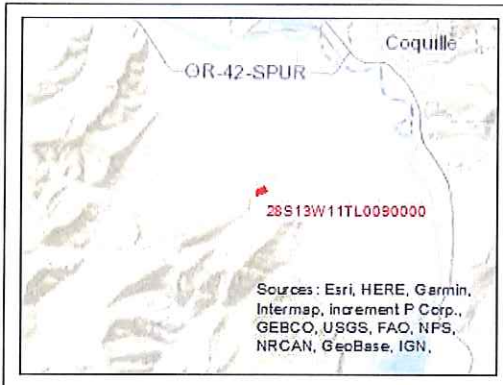 Coquille
OR-42-SPUR
28S13W11TL0090000
Sources: Esri, HERE, Garmin,
Intermap, increment P Corp.,
GEBCO, USGS, FAO, NPS,
NRCAN, GeoBase, IGN,